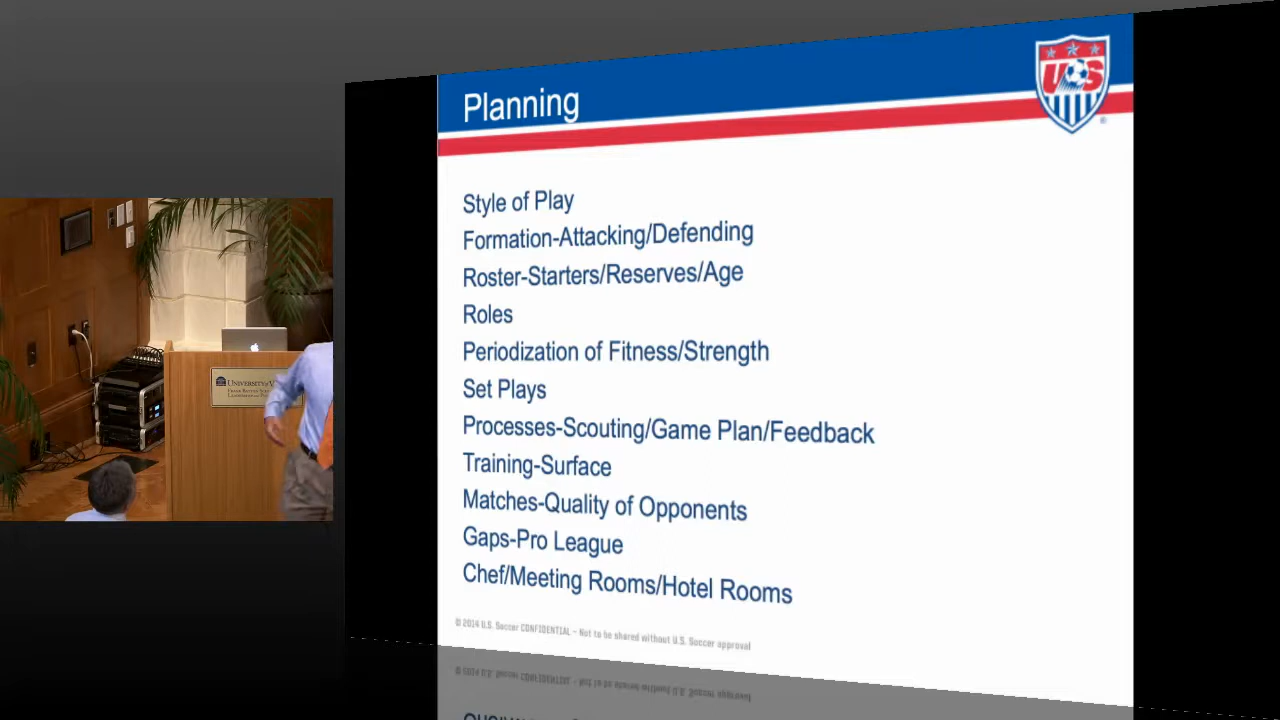 Planning
US
Style of Play
Formation-Attacking/Defending
Roster-Starters/Reserves/Age
Roles
Periodization of Fitness/Strength
Set Plays
Processes-Scouting/Game Plan/Feedback
Training-Surface
Matches-Quality of Opponents
Gaps-Pro League
Chef/Meeting Rooms/Hotel Rooms
© 2014 U.S. Soccer CONFIDENTIAL – Not to be shared without U.S. Soccer approval
UNIVERSITY